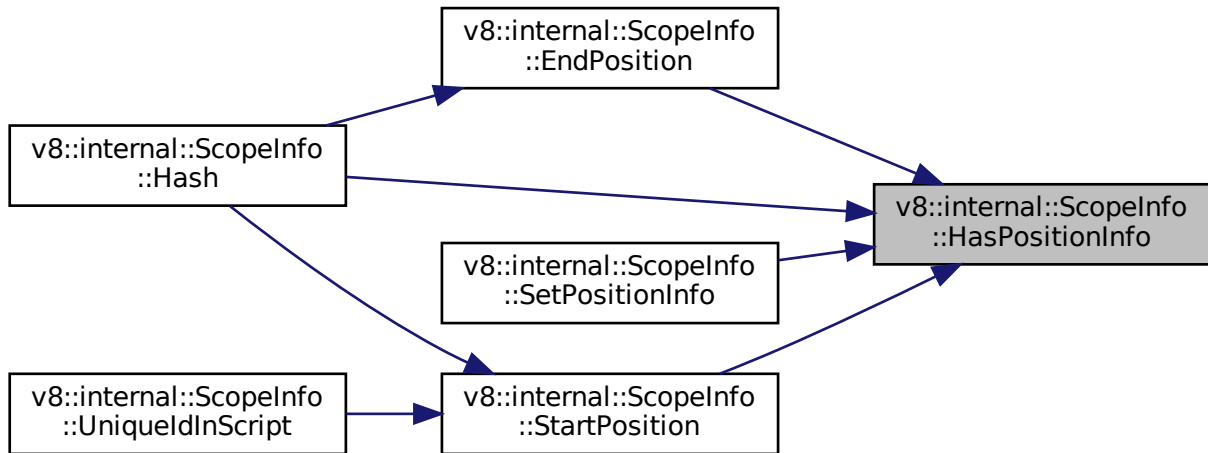 v8::internal::ScopeInfo
::EndPosition
v8::internal::ScopeInfo
::Hash
v8::internal::ScopeInfo
::HasPositionInfo
v8::internal::ScopeInfo
::SetPositionInfo
v8::internal::ScopeInfo
::UniqueIdInScript
v8::internal::ScopeInfo
::StartPosition